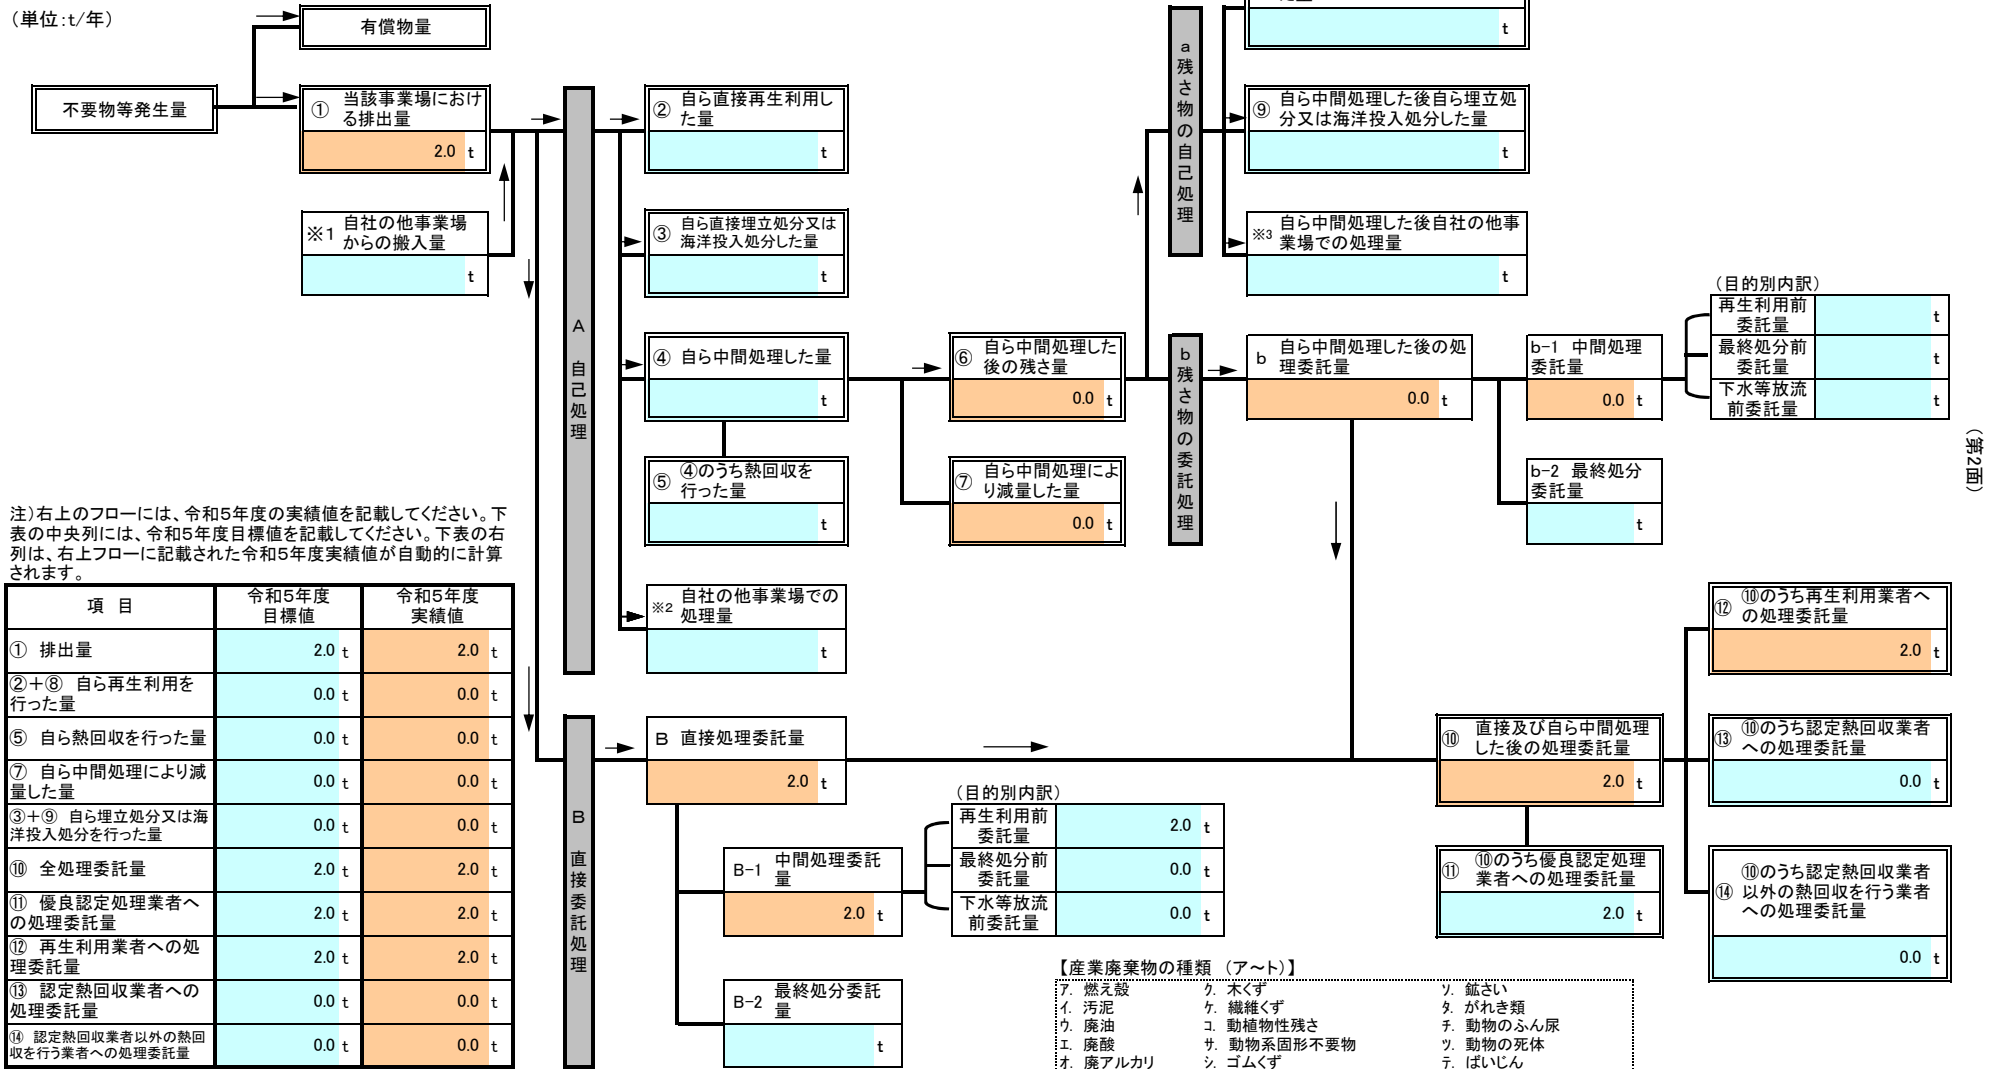 （単位:t/年）
有償物量
不要物等発生量
① 当該事業場におけ
る排出量
2.0 t
※1 自社の他事業場
からの搬入量
t
A 自己処理
② 自ら直接再生利用し
た量
t
③ 自ら直接埋立処分又は
海洋投入処分した量
t
④ 自ら中間処理した量
t
⑤ ④のうち熱回収を
行った量
t
※2 自社の他事業場での
処理量
t
⑥ 自ら中間処理した
後の残さ量
0.0 t
⑦ 自ら中間処理によ
り減量した量
0.0 t
a 残さ物の自己処理
t
⑨ 自ら中間処理した後自ら埋立処
分又は海洋投入処分した量
t
※3 自ら中間処理した後自社の他事
業場での処理量
t
b 残さ物の委託処理
b 自ら中間処理した後の処
理委託量
0.0 t
b-1 中間処理
委託量
0.0 t
b-2 最終処分
委託量
t
（目的別内訳）
再生利用前
委託量 t
最終処分前
委託量 t
下水等放流
前委託量 t
（第2面）
注）右上のフローには、令和5年度の実績値を記載してください。下
表の中央列には、令和5年度目標値を記載してください。下表の右
列は、右上フローに記載された令和5年度実績値が自動的に計算
されます。
項 目 令和5年度
目標値 令和5年度
実績値
① 排出量 2.0 t 2.0 t
②＋⑧ 自ら再生利用を
行った量 0.0 t 0.0 t
⑤ 自ら熱回収を行った量 0.0 t 0.0 t
⑦ 自ら中間処理により減
量した量 0.0 t 0.0 t
③＋⑨ 自ら埋立処分又は海
洋投入処分を行った量 0.0 t 0.0 t
⑩ 全処理委託量 2.0 t 2.0 t
⑪ 優良認定処理業者へ
の処理委託量 2.0 t 2.0 t
⑫ 再生利用業者への処
理委託量 2.0 t 2.0 t
⑬ 認定熱回収業者への
処理委託量 0.0 t 0.0 t
⑭ 認定熱回収業者以外の熱回
収を行う業者への処理委託量 0.0 t 0.0 t
B 直接委託処理
B 直接処理委託量
2.0 t
B-1 中間処理委託
量
2.0 t
B-2 最終処分委託
量
t
（目的別内訳）
再生利用前
委託量 2.0 t
最終処分前
委託量 0.0 t
下水等放流
前委託量 0.0 t
⑩ 直接及び自ら中間処理
した後の処理委託量
2.0 t
⑪ ⑩のうち優良認定処理
業者への処理委託量
2.0 t
⑫ ⑩のうち再生利用業者へ
の処理委託量
2.0 t
⑬ ⑩のうち認定熱回収業者
への処理委託量
0.0 t
⑭ ⑩のうち認定熱回収業者
以外の熱回収を行う業者
への処理委託量
0.0 t
【産業廃棄物の種類 （ア～ト）】
ア. 燃え殻 ク. 木くず ソ. 鉱さい
イ. 汚泥 ケ. 繊維くず タ. がれき類
ウ. 廃油 コ. 動植物性残さ チ. 動物のふん尿
エ. 廃酸 サ. 動物系固形不要物 ツ. 動物の死体
オ. 廃アルカリ シ. ゴムくず テ. ばいじん